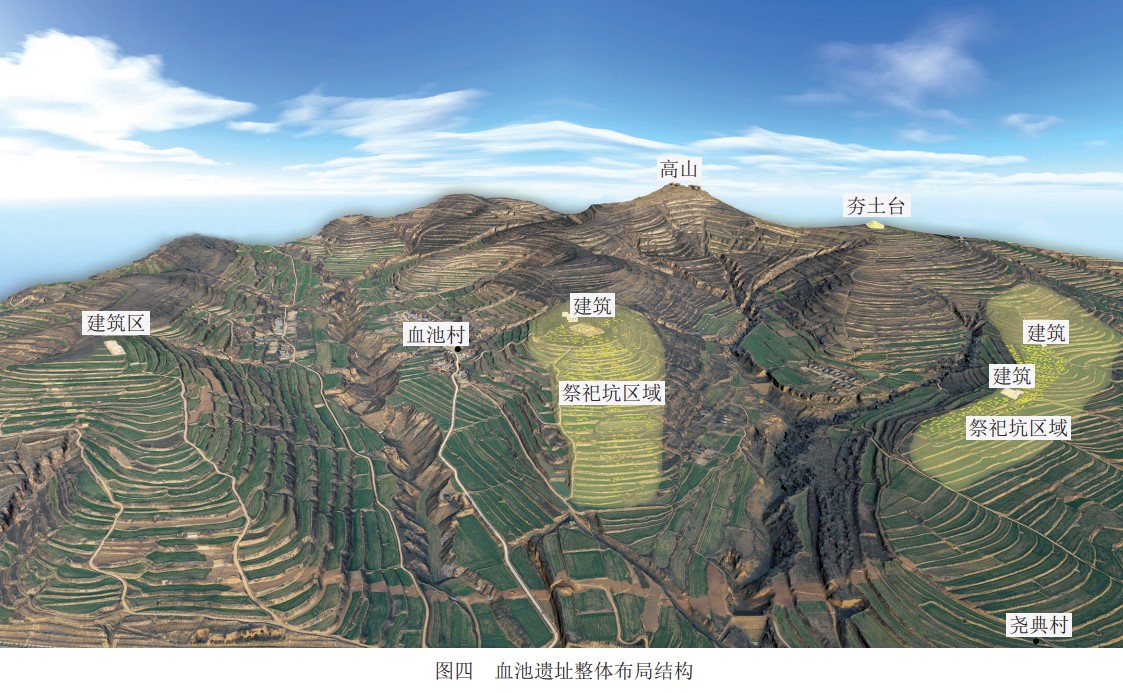 高山
夯土台
建筑
建筑区
血池村
建筑
建筑
祭祀坑区域
祭祀坑区域
尧典村
图四 血池遗址整体布局结构